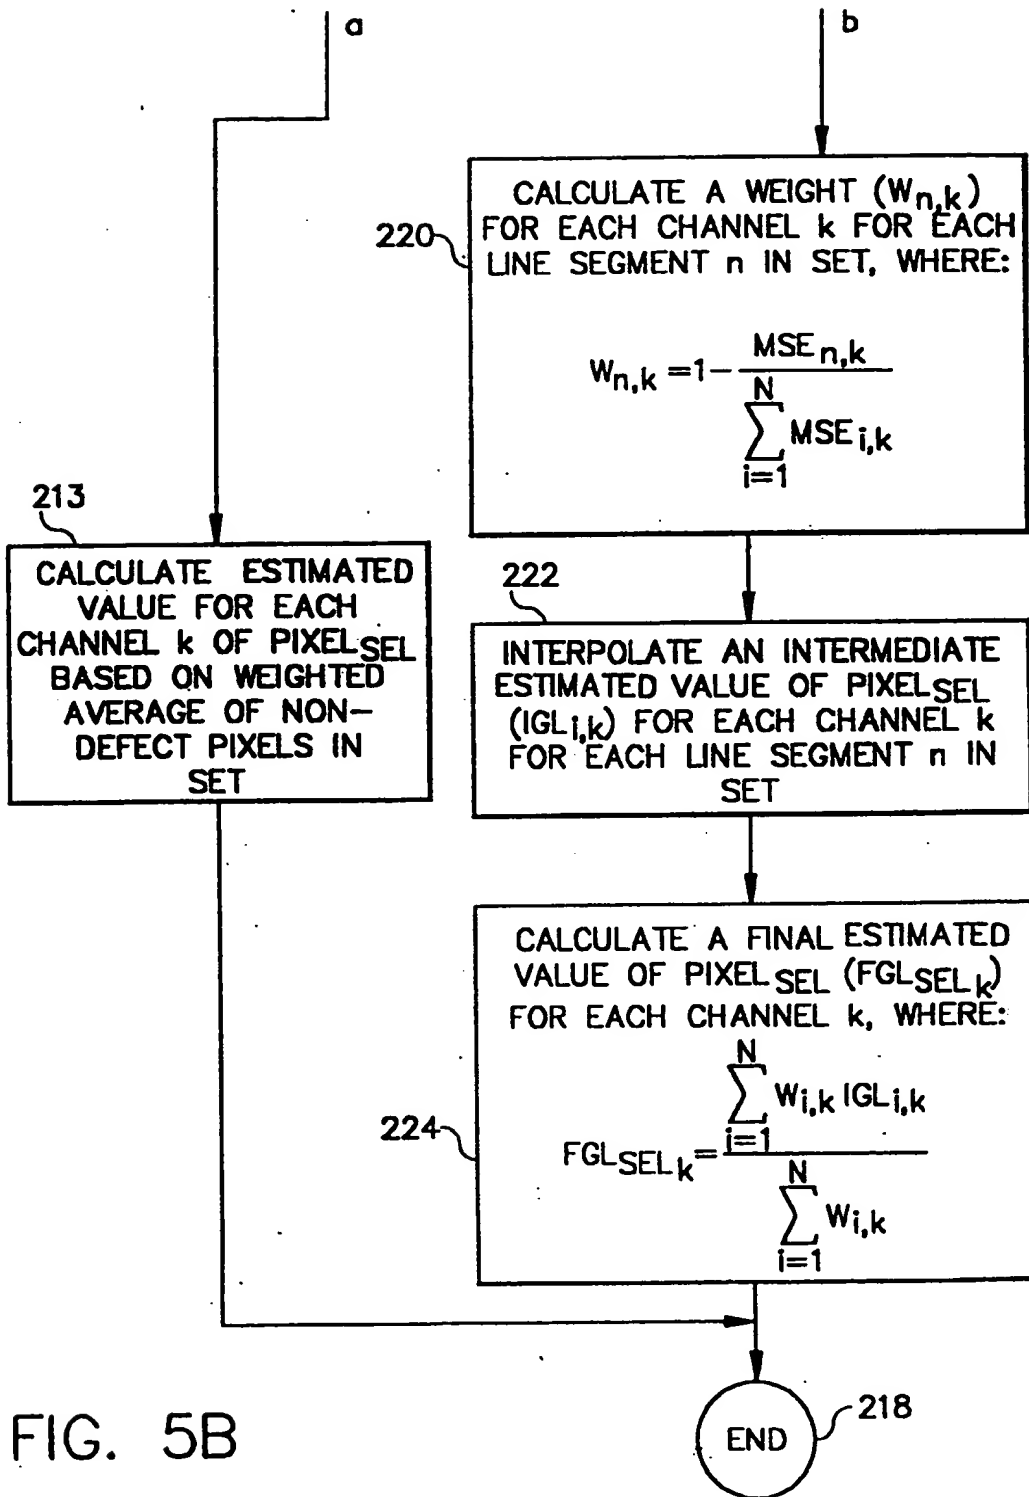 a
b
220
CALCULATE A WEIGHT (Wn,k)
FOR EACH CHANNEL k FOR EACH
LINE SEGMENT n IN SET, WHERE:
Wn,k = 1 - MSEn,k
N
∑ MSEi,k
i=1
213
CALCULATE ESTIMATED
VALUE FOR EACH
CHANNEL k OF PIXELSEL
BASED ON WEIGHTED
AVERAGE OF NON-
DEFECT PIXELS IN
SET
222
INTERPOLATE AN INTERMEDIATE
ESTIMATED VALUE OF PIXELSEL
(IGLi,k) FOR EACH CHANNEL k
FOR EACH LINE SEGMENT n IN
SET
224
CALCULATE A FINAL ESTIMATED
VALUE OF PIXELSEL (FGLSELk)
FOR EACH CHANNEL k, WHERE:
N
∑ Wi,k IGLi,k
i=1
FGLSELk =
N
∑ Wi,k
i=1
END
218
FIG. 5B